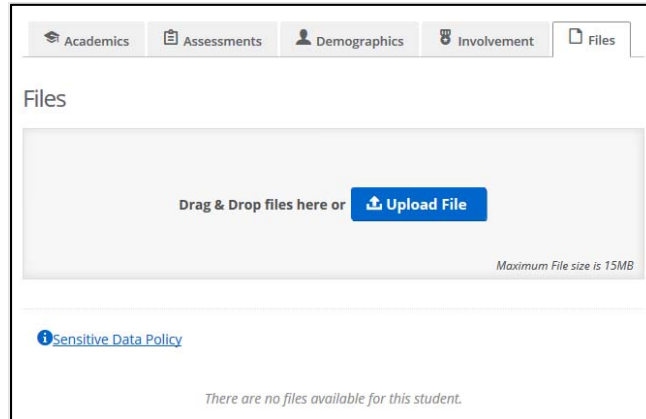 Academics Assessments Demographics Involvement Files
Files
Drag & Drop files here or Upload File
Maximum File size is 15MB
Sensitive Data Policy
There are no files available for this student.